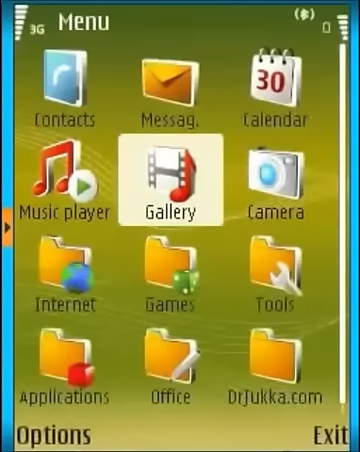 3G Menu
0
Contacts Messag. Calendar
30
Music player Gallery Camera
Internet Games Tools
Applications Office DrJukka.com
Options Exit